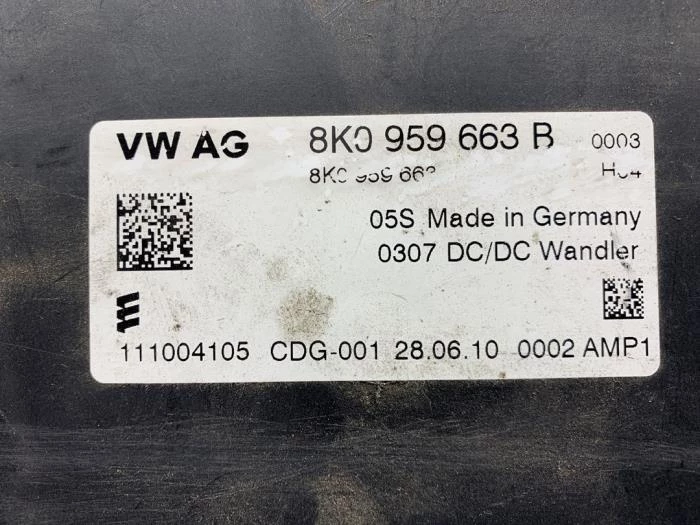 VW AG 8K0 959 663 B 0003
8K0
05S Made in Germany
0307 DC/DC Wandler
111004105 CDG-001 28.06.10 0002 AMP1